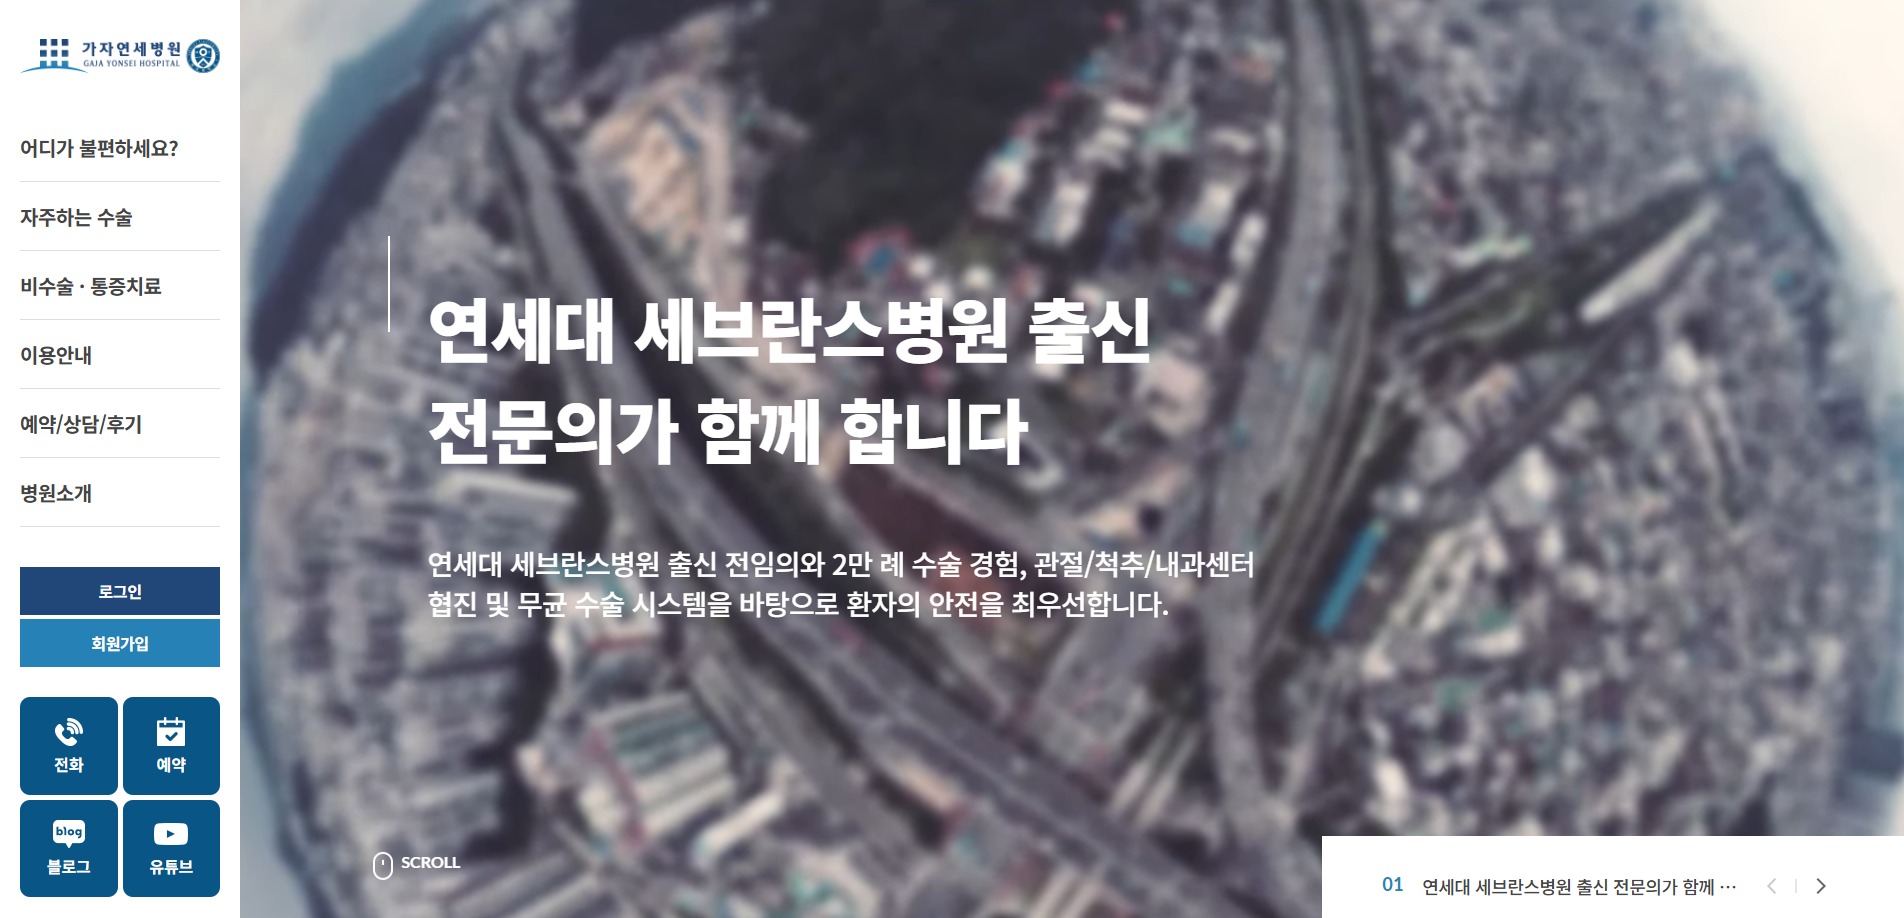 가자연세병원
GAJA YONSEI HOSPITAL
어디가 불편하세요?
자주하는 수술
비수술 · 통증치료
이용안내
예약/상담/후기
병원소개
로그인
회원가입
전화
예약
blog
블로그
유튜브
연세대 세브란스병원 출신
전문의가 함께 합니다
연세대 세브란스병원 출신 전임의와 2만 례 수술 경험, 관절/척추/내과센터
협진 및 무균 수술 시스템을 바탕으로 환자의 안전을 최우선합니다.
SCROLL
01 연세대 세브란스병원 출신 전문의가 함께 ···